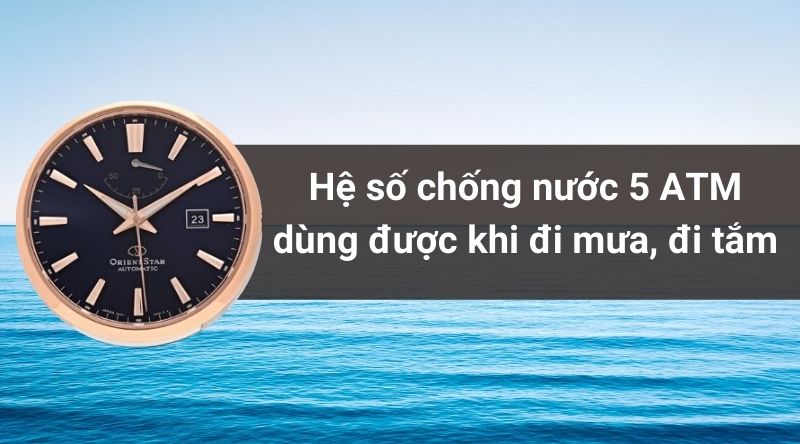 Hệ số chống nước 5 ATM
dùng được khi đi mưa, đi tắm
50
0
25
23
ORIENT STAR
AUTOMATIC